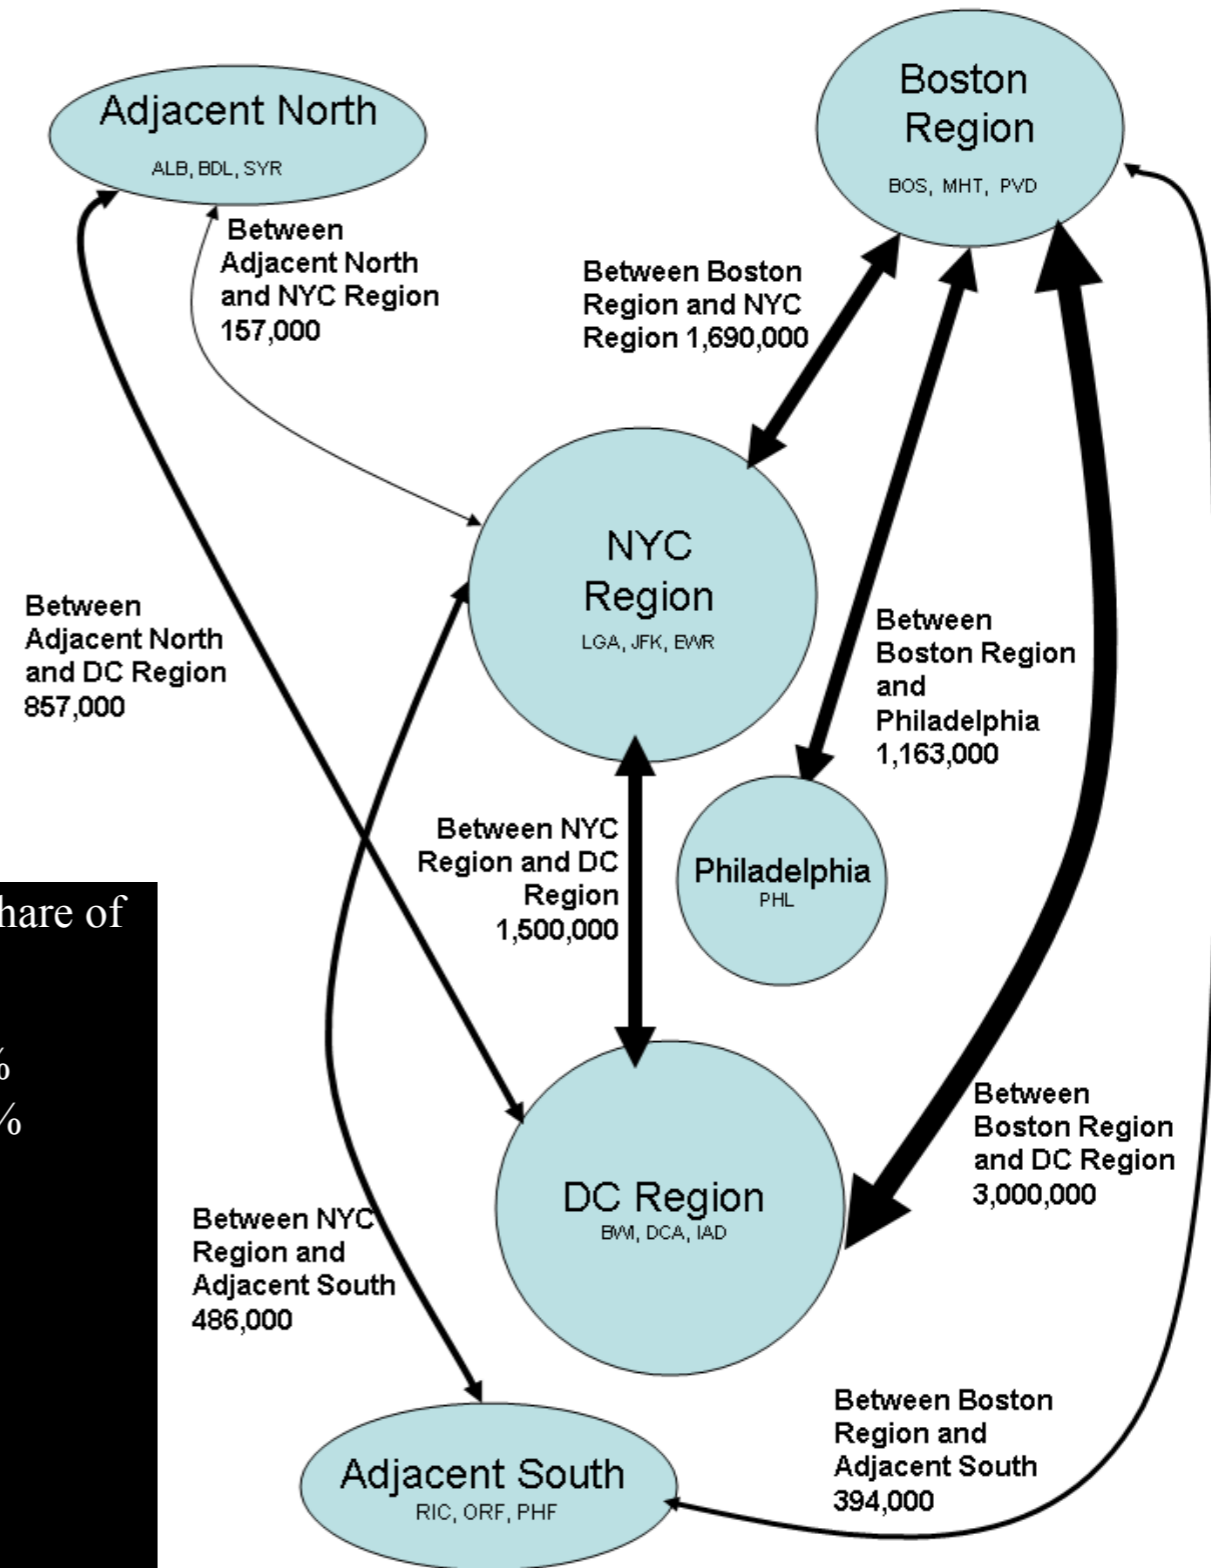 Boston
Region
BOS, MHT, PVD
Adjacent North
ALB, BDL, SYR
Between
Adjacent North
and NYC Region
157,000
Between Boston
Region and NYC
Region 1,690,000
NYC
Region
LGA, JFK, EWR
Between
Adjacent North
and DC Region
857,000
Between
Boston Region
and
Philadelphia
1,163,000
Between NYC
Region and DC
Region
1,500,000
Philadelphia
PHL
hare of
%
%
Between
Boston Region
and DC Region
3,000,000
DC Region
BWI, DCA, IAD
Between NYC
Region and
Adjacent South
486,000
Between Boston
Region and
Adjacent South
394,000
Adjacent South
RIC, ORF, PHF